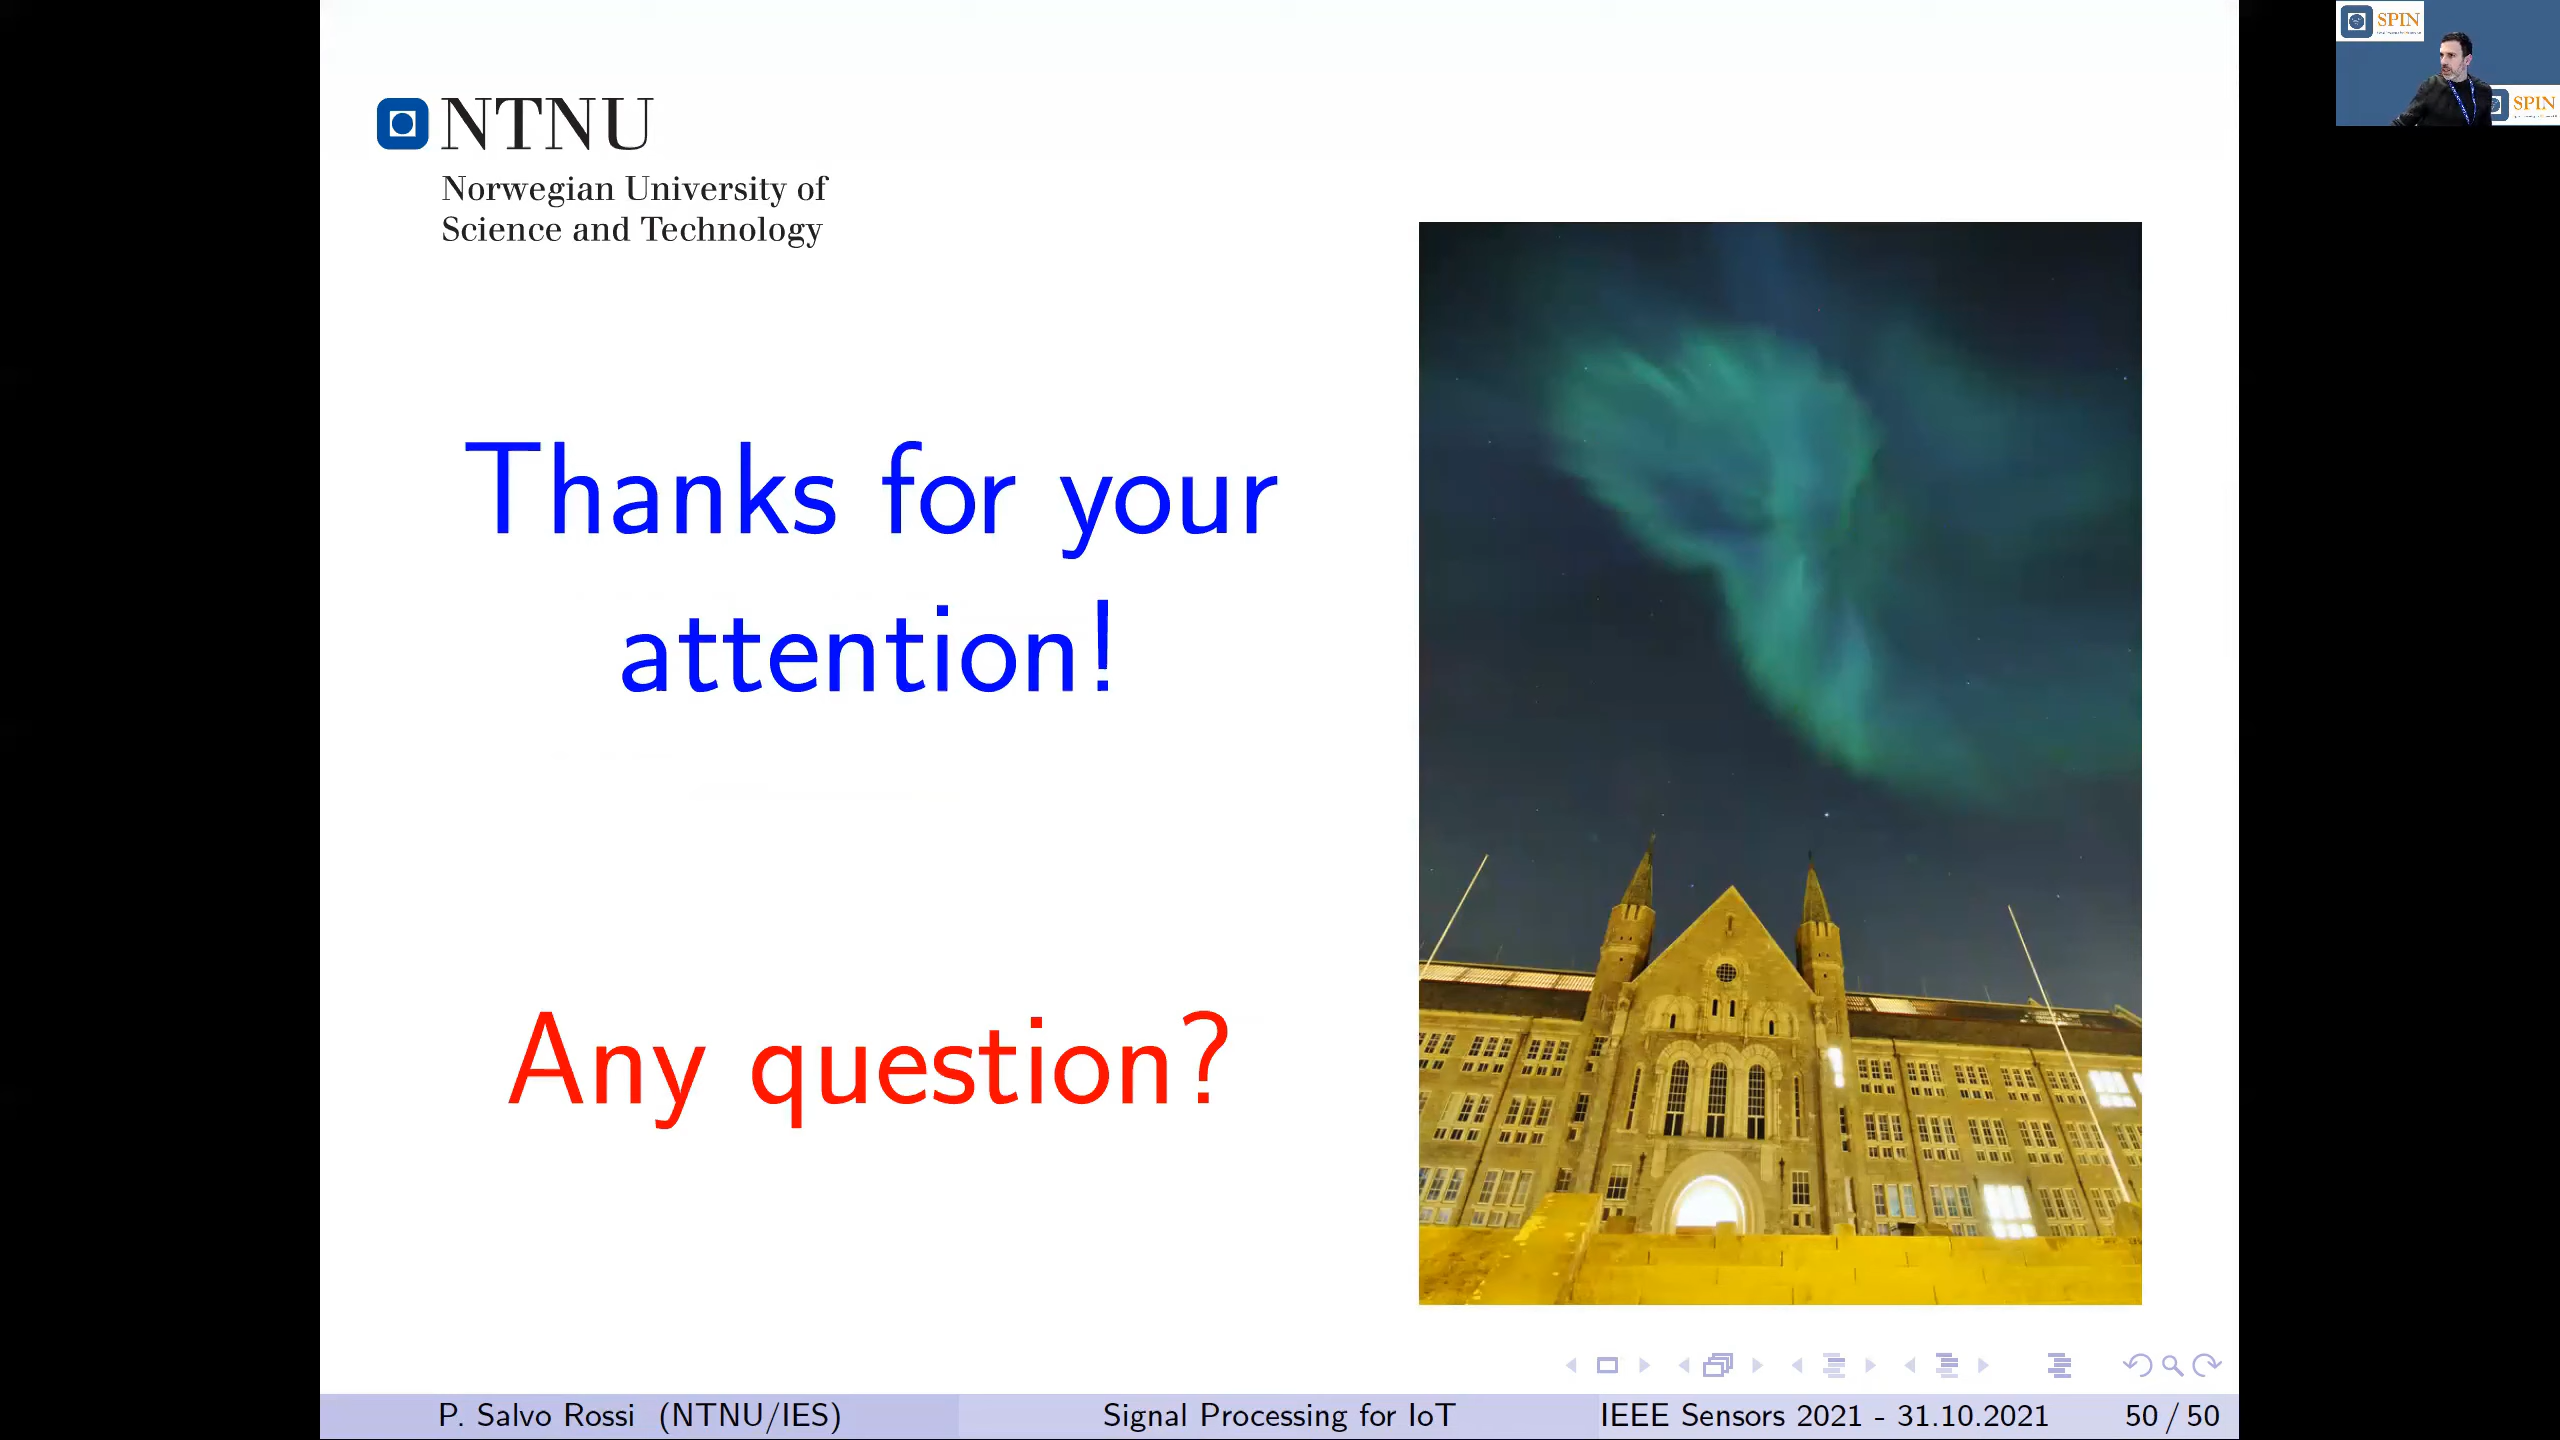 NTNU
Norwegian University of
Science and Technology
Thanks for your
attention!
Any question?
P. Salvo Rossi (NTNU/IES)
Signal Processing for IoT
IEEE Sensors 2021 - 31.10.2021
50 / 50
SPIN
SPIN